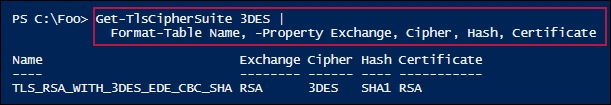 PS C:\Foo> Get-TlsCipherSuite 3DES |
Format-Table Name, -Property Exchange, Cipher, Hash, Certificate
Name Exchange Cipher Hash Certificate
---- -------- ------ ---- -----------
TLS_RSA_WITH_3DES_EDE_CBC_SHA RSA 3DES SHA1 RSA